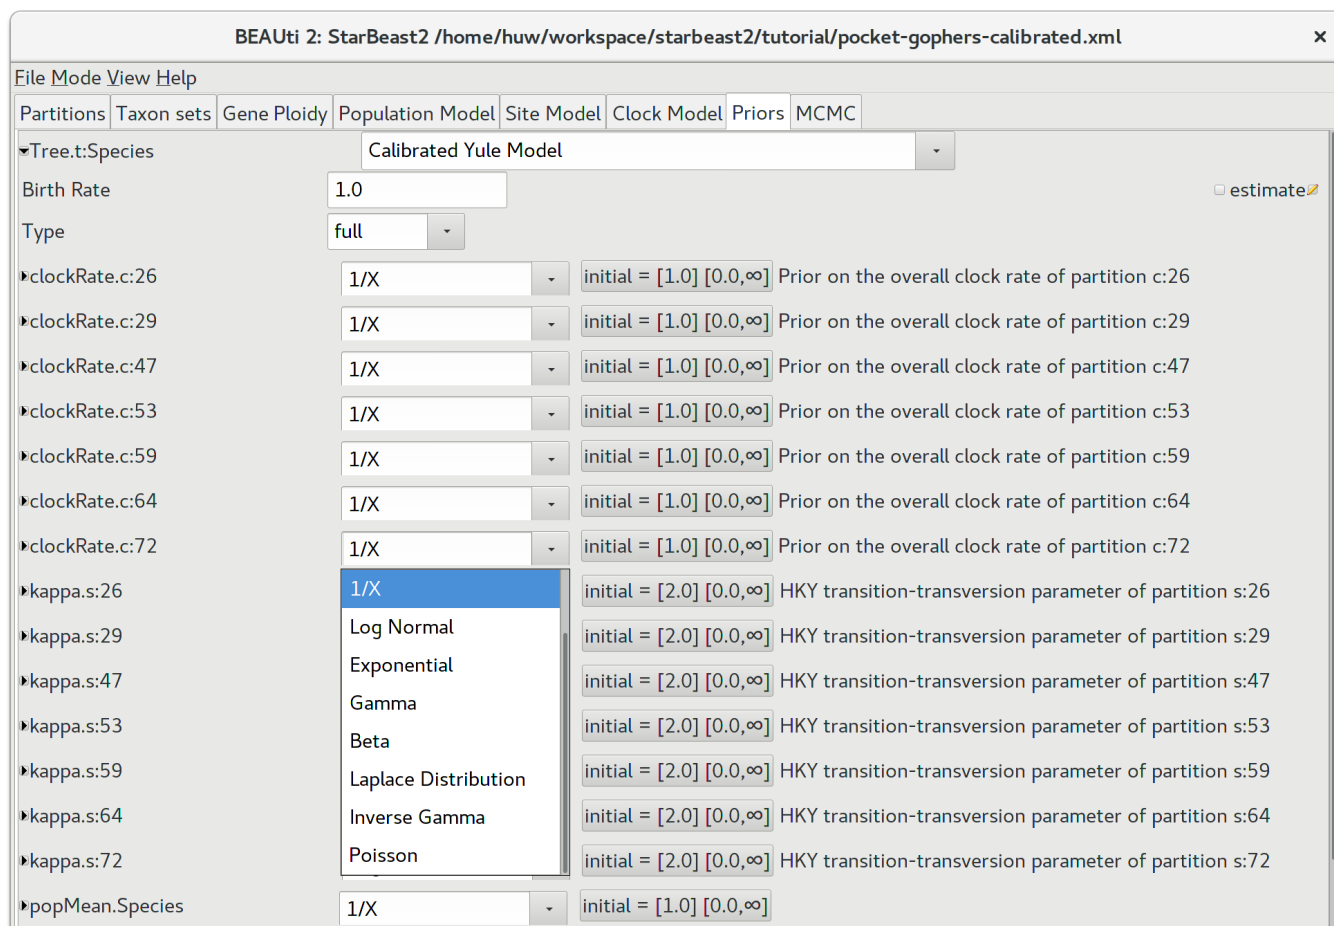 BEAUti 2: StarBeast2 /home/huw/workspace/starbeast2/tutorial/pocket-gophers-calibrated.xml ×
File Mode View Help
Partitions Taxon sets Gene Ploidy Population Model Site Model Clock Model Priors MCMC
Tree.t:Species Calibrated Yule Model
Birth Rate 1.0 estimate
Type full
clockRate.c:26 1/X initial = [1.0] [0.0,∞] Prior on the overall clock rate of partition c:26
clockRate.c:29 1/X initial = [1.0] [0.0,∞] Prior on the overall clock rate of partition c:29
clockRate.c:47 1/X initial = [1.0] [0.0,∞] Prior on the overall clock rate of partition c:47
clockRate.c:53 1/X initial = [1.0] [0.0,∞] Prior on the overall clock rate of partition c:53
clockRate.c:59 1/X initial = [1.0] [0.0,∞] Prior on the overall clock rate of partition c:59
clockRate.c:64 1/X initial = [1.0] [0.0,∞] Prior on the overall clock rate of partition c:64
clockRate.c:72 1/X initial = [1.0] [0.0,∞] Prior on the overall clock rate of partition c:72
kappa.s:26 1/X initial = [2.0] [0.0,∞] HKY transition-transversion parameter of partition s:26
kappa.s:29 Log Normal initial = [2.0] [0.0,∞] HKY transition-transversion parameter of partition s:29
kappa.s:47 Exponential initial = [2.0] [0.0,∞] HKY transition-transversion parameter of partition s:47
kappa.s:53 Gamma initial = [2.0] [0.0,∞] HKY transition-transversion parameter of partition s:53
Beta
kappa.s:59 Laplace Distribution initial = [2.0] [0.0,∞] HKY transition-transversion parameter of partition s:59
kappa.s:64 Inverse Gamma initial = [2.0] [0.0,∞] HKY transition-transversion parameter of partition s:64
kappa.s:72 Poisson initial = [2.0] [0.0,∞] HKY transition-transversion parameter of partition s:72
popMean.Species 1/X initial = [1.0] [0.0,∞]